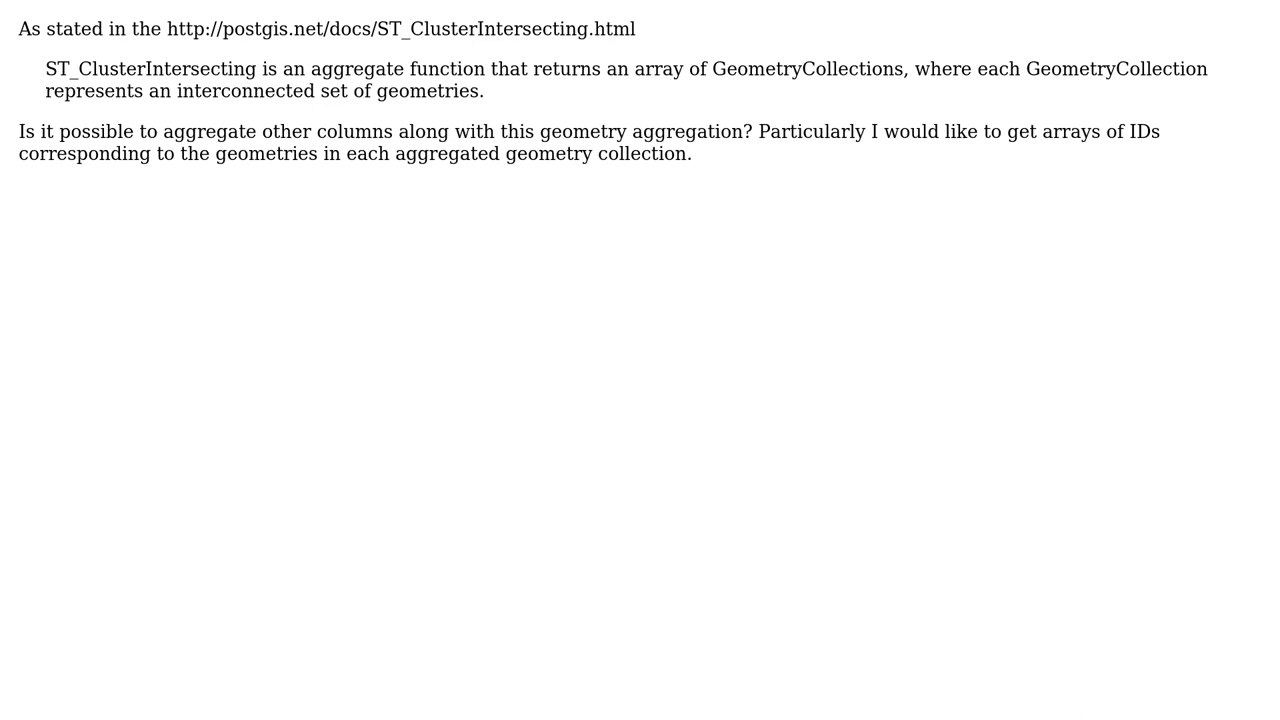 As stated in the http://postgis.net/docs/ST_ClusterIntersecting.html
ST_ClusterIntersecting is an aggregate function that returns an array of GeometryCollections, where each GeometryCollection
represents an interconnected set of geometries.
Is it possible to aggregate other columns along with this geometry aggregation? Particularly I would like to get arrays of IDs
corresponding to the geometries in each aggregated geometry collection.